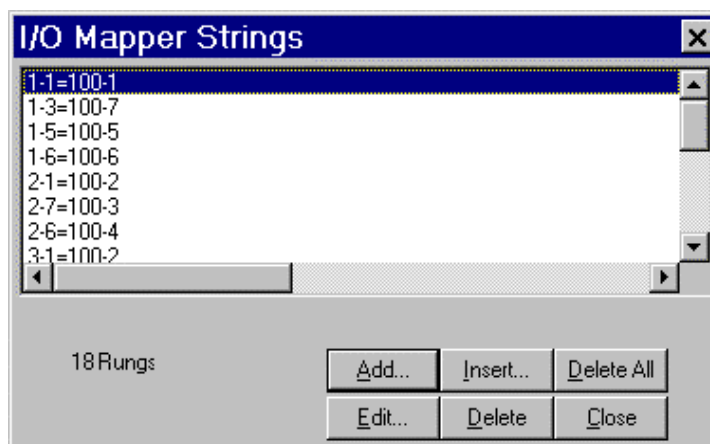 I/O Mapper Strings
1-1=100-1
1-3=100-7
1-5=100-5
1-6=100-6
2-1=100-2
2-7=100-3
2-6=100-4
3-1=100-2
18 Rungs
Add... Insert... Delete All
Edit... Delete Close